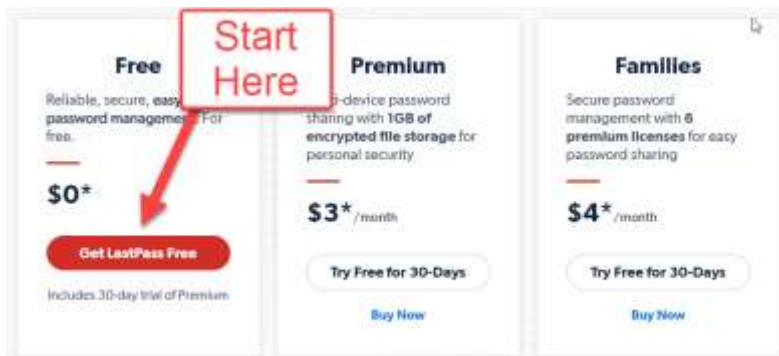 Start
Here
Free
Reliable, secure, easy
password management. For
free.
$0*
Get LastPass Free
Includes 30-day trial of Premium
Premium
-device password
sharing with 1GB of
encrypted file storage for
personal security
$3*/month
Try Free for 30-Days
Buy Now
Families
Secure password
management with 6
premium licenses for easy
password sharing
$4*/month
Try Free for 30-Days
Buy Now